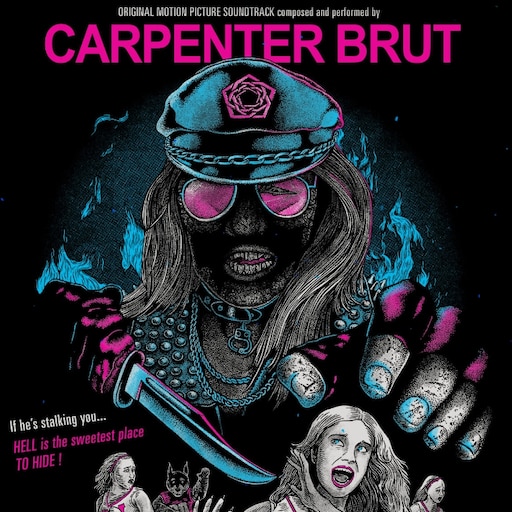 ORIGINAL MOTION PICTURE SOUNDTRACK composed and performed by
CARPENTER BRUT
If he's stalking you...
HELL is the sweetest place
TO HIDE !